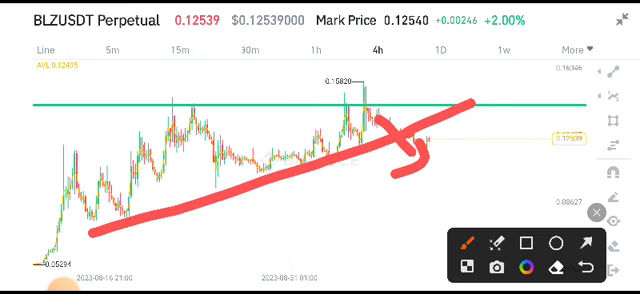 BLZUSDT Perpetual 0.12539 $0.12539000 Mark Price 0.12540 +0.00246 +2.00%
Line 5m 15m 30m 1h 4h 1D 1w More
AVL 0.12495
0.16346
0.15820
0.12539
0.08627
0.05294
2023-08-16 21:00 2023-08-31 01:00